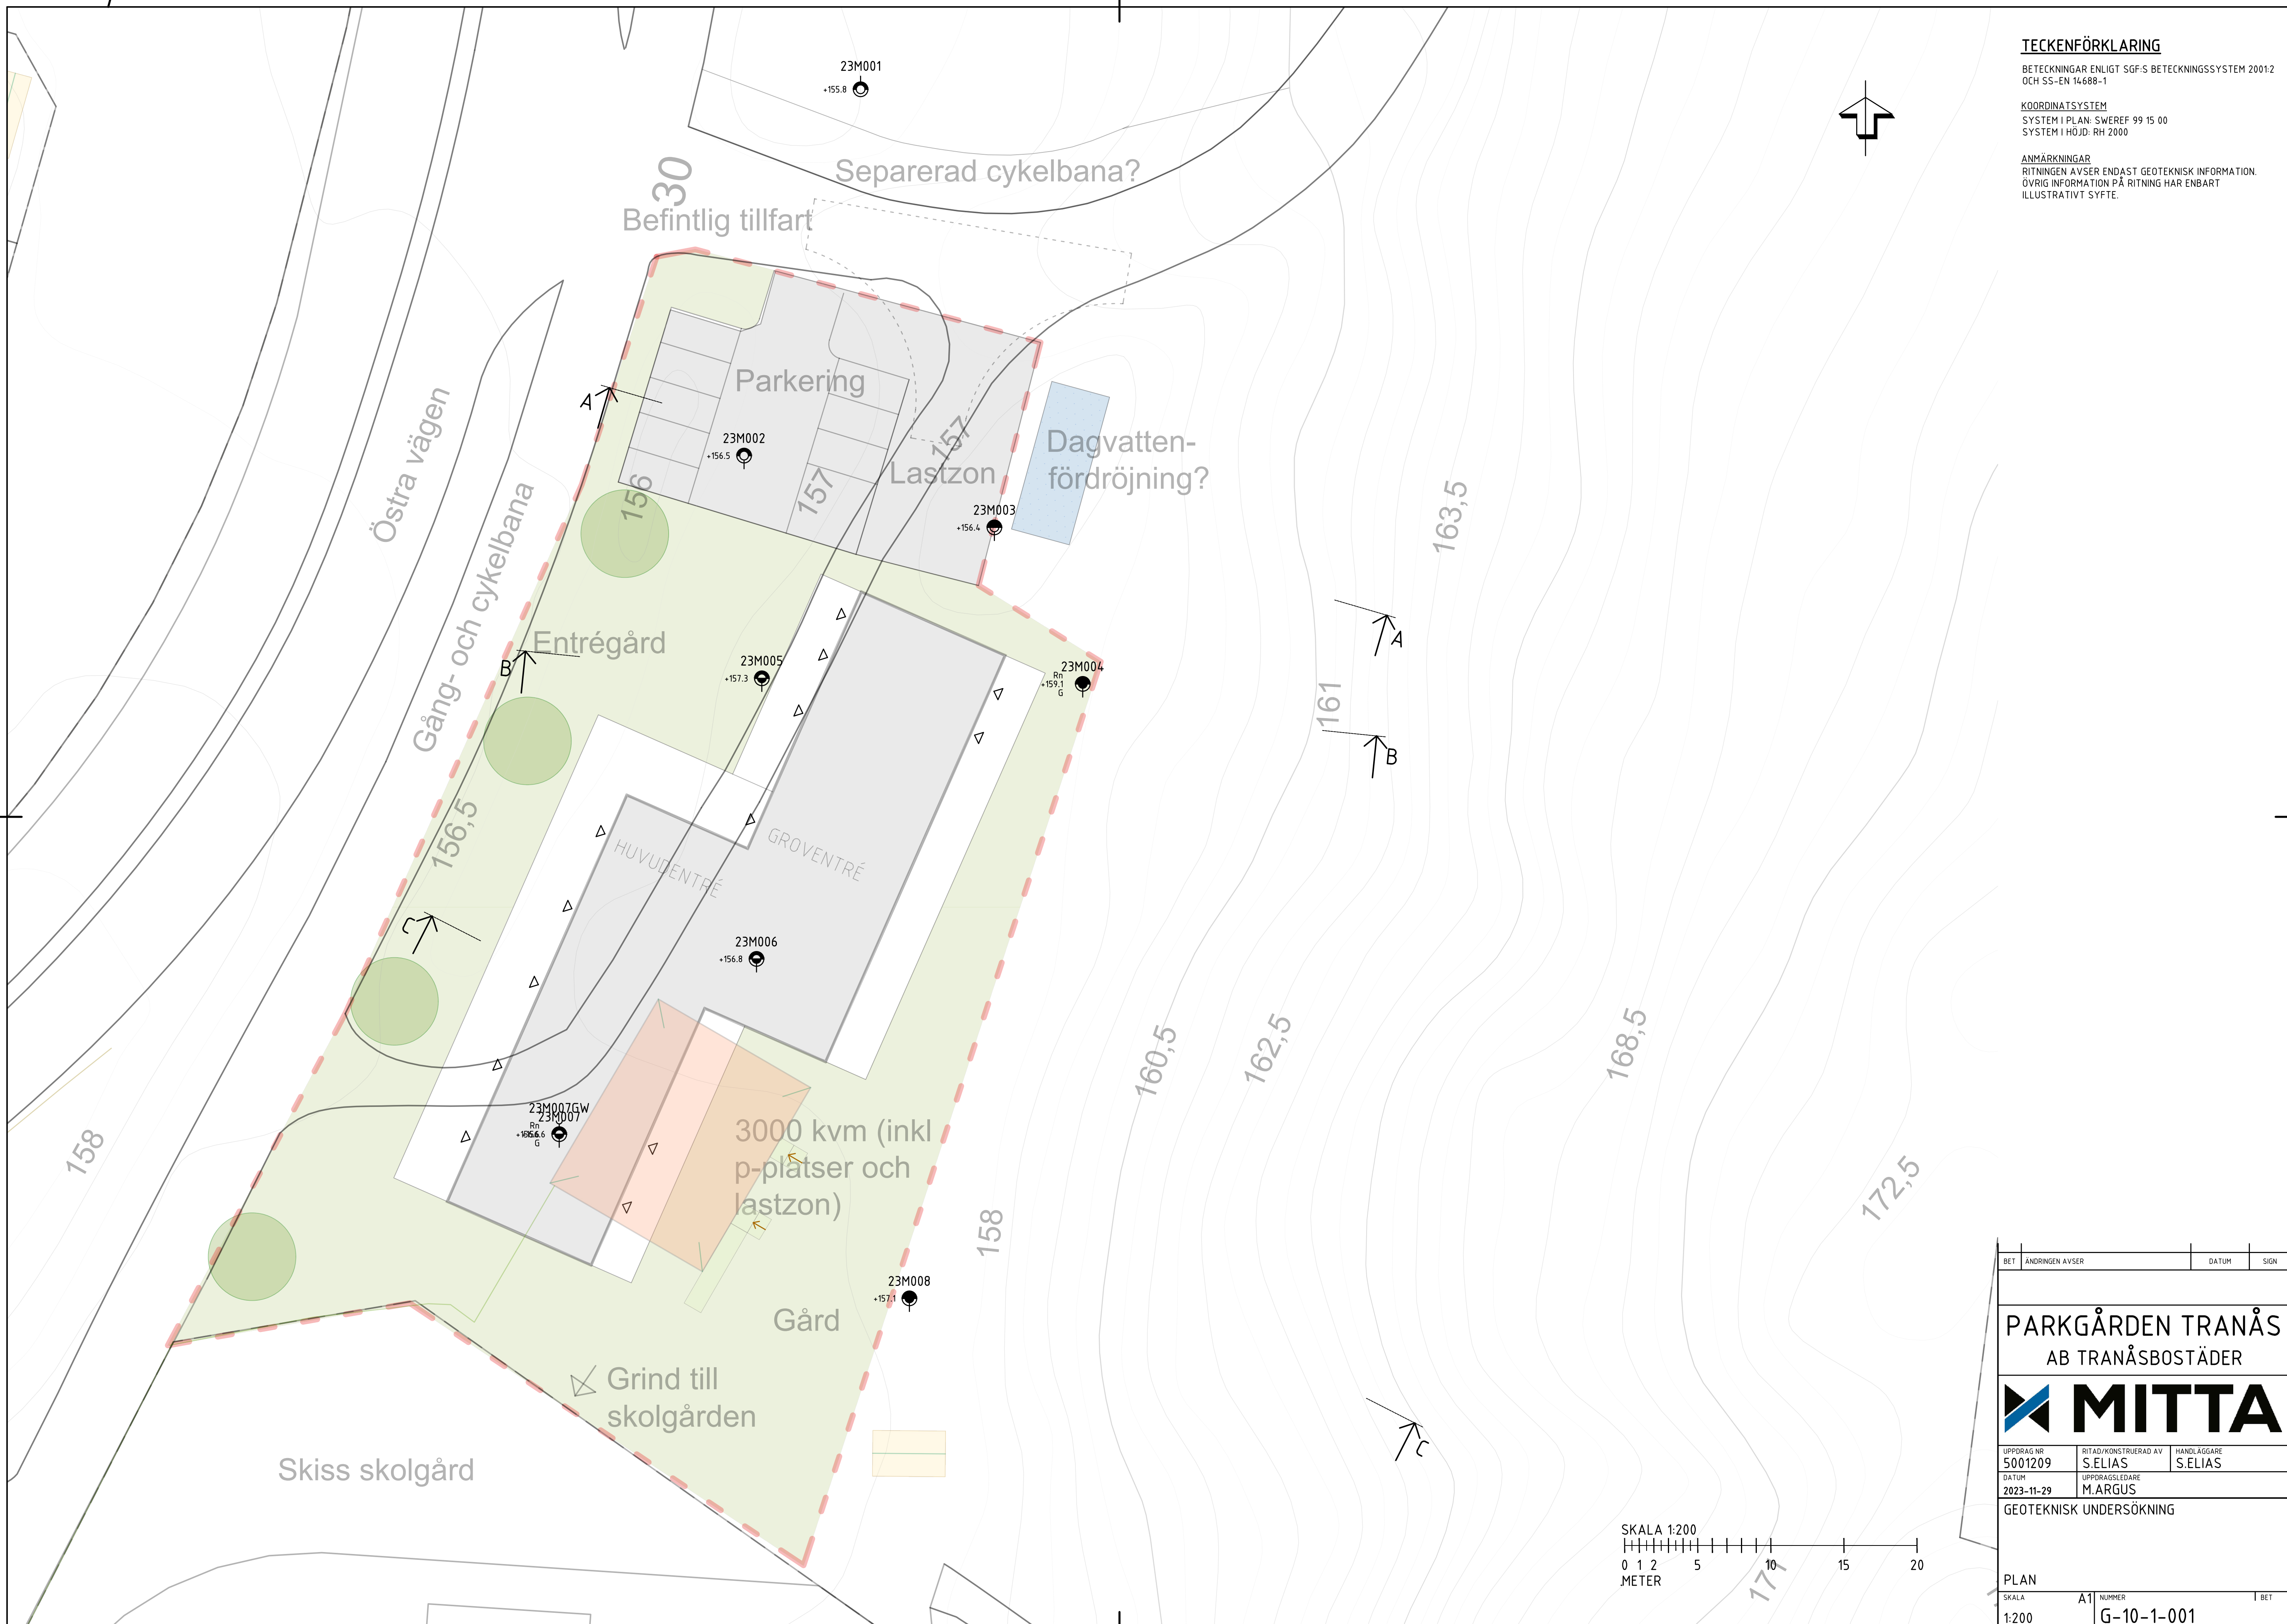 TECKENFÖRKLARING
BETECKNINGAR ENLIGT SGF:S BETECKNINGSSYSTEM 2001:2
OCH SS-EN 14688-1
KOORDINATSYSTEM
SYSTEM I PLAN: SWEREF 99 15 00
SYSTEM I HÖJD: RH 2000
ANMÄRKNINGAR
RITNINGEN AVSER ENDAST GEOTEKNISK INFORMATION.
ÖVRIG INFORMATION PÅ RITNING HAR ENBART
ILLUSTRATIVT SYFTE.
23M001
+155.8
Separerad cykelbana?
30
Befintlig tillfart
Parkering
A
23M002
+156.5
156
157
157
Lastzon
Dagvatten-
fördröjning?
23M003
+156.4
163,5
Östra vägen
Gång- och cykelbana
Entrégård
B
23M005
+157.3
23M004
Rn
+159.1
G
A
161
B
156,5
HUVUDENTRÉ
GROVENTRÉ
C
23M006
+156.8
160,5
162,5
168,5
158
23M007GW
23M007
Rn
G
3000 kvm (inkl
p-platser och
lastzon)
158
172,5
23M008
+157.1
Gård
Grind till
skolgården
C
Skiss skolgård
SKALA 1:200
0 1 2 5 10 15 20
METER
171
BET ÄNDRINGEN AVSER DATUM SIGN
PARKGÅRDEN TRANÅS
AB TRANÅSBOSTÄDER
MITTA
UPPDRAG NR RITAD/KONSTRUERAD AV HANDLÄGGARE
5001209 S.ELIAS S.ELIAS
DATUM UPPDRAGSLEDARE
2023-11-29 M.ARGUS
GEOTEKNISK UNDERSÖKNING
PLAN
SKALA A1 NUMMER BET
1:200 G-10-1-001